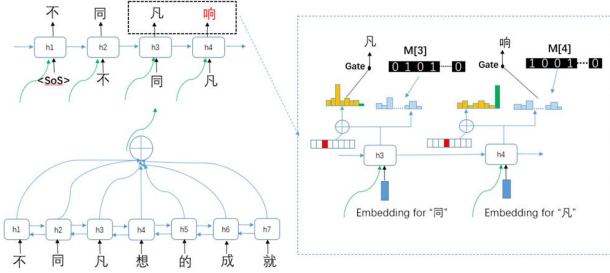 不 同 凡 响
h1 h2 h3 h4
<SoS> 不 同 凡
h1 h2 h3 h4 h5 h6 h7
不 同 凡 想 的 成 就
凡 响
M[3] M[4]
Gate Gate
0 1 0 1 0 1 0 0 1 0
h3 h4
Embedding for "同" Embedding for "凡"